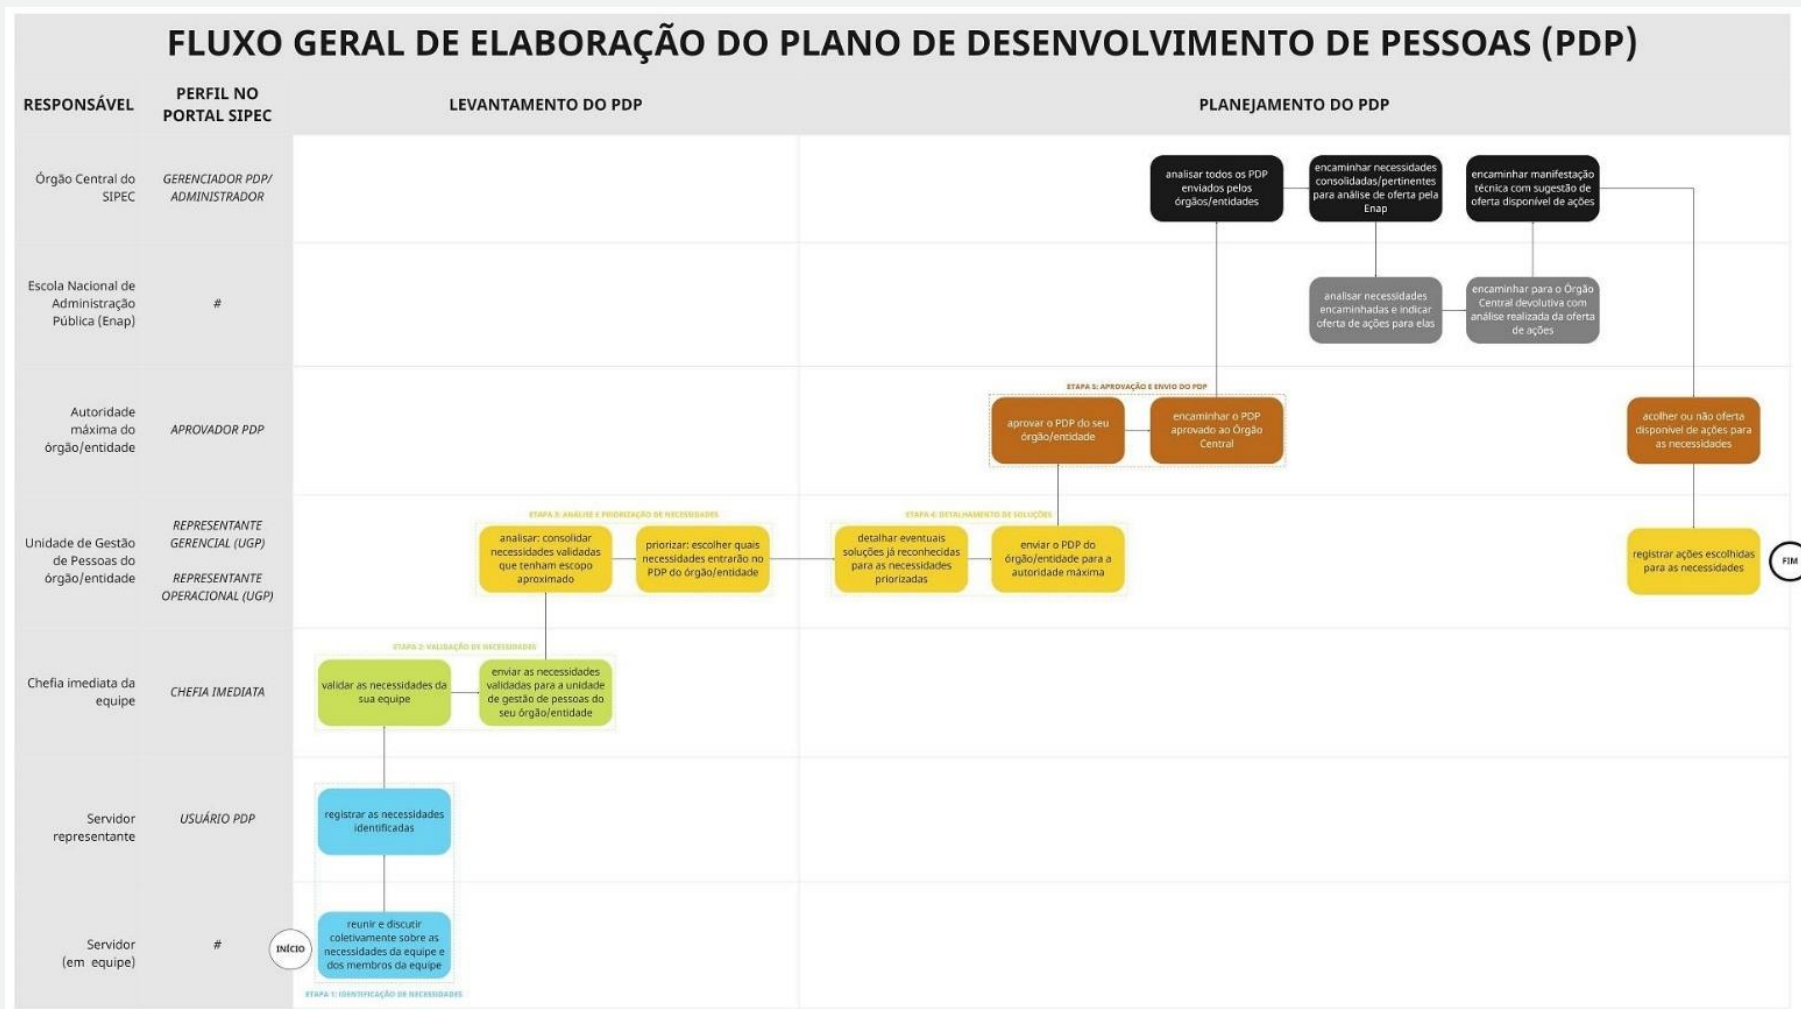 FLUXO GERAL DE ELABORAÇÃO DO PLANO DE DESENVOLVIMENTO DE PESSOAS (PDP)
RESPONSÁVEL
PERFIL NO
PORTAL SIPEC
LEVANTAMENTO DO PDP
PLANEJAMENTO DO PDP
Órgão Central do
SIPEC
GERENCIADOR PDP/
ADMINISTRADOR
analisar todos os PDP
enviados pelos
órgãos/entidades
encaminhar necessidades
consolidadas/pertinentes
para análise de oferta pela
Enap
encaminhar manifestação
técnica com sugestão de
oferta disponível de ações
Escola Nacional de
Administração
Pública (Enap)
#
analisar necessidades
encaminhadas e indicar
oferta de ações para elas
encaminhar para o Órgão
Central devolutiva com
análise realizada da oferta
de ações
Autoridade
máxima do
órgão/entidade
APROVADOR PDP
ETAPA 5: APROVAÇÃO E ENVIO DO PDP
aprovar o PDP do seu
órgão/entidade
encaminhar o PDP
aprovado ao Órgão
Central
acolher ou não oferta
disponível de ações para
as necessidades
Unidade de Gestão
de Pessoas do
órgão/entidade
REPRESENTANTE
GERENCIAL (UGP)
REPRESENTANTE
OPERACIONAL (UGP)
ETAPA 3: ANÁLISE E PRIORIZAÇÃO DE NECESSIDADES
analisar: consolidar
necessidades validadas
que tenham escopo
aproximado
priorizar: escolher quais
necessidades entrarão no
PDP do órgão/entidade
ETAPA 4: DETALHAMENTO DE SOLUÇÕES
detalhar eventuais
soluções já reconhecidas
para as necessidades
priorizadas
enviar o PDP do
órgão/entidade para a
autoridade máxima
registrar ações escolhidas
para as necessidades
FIM
Chefia imediata da
equipe
CHEFIA IMEDIATA
ETAPA 2: VALIDAÇÃO DE NECESSIDADES
validar as necessidades da
sua equipe
enviar as necessidades
validadas para a unidade
de gestão de pessoas do
seu órgão/entidade
Servidor
representante
USUÁRIO PDP
registrar as necessidades
identificadas
Servidor
(em equipe)
#
INÍCIO
reunir e discutir
coletivamente sobre as
necessidades da equipe e
dos membros da equipe
ETAPA 1: IDENTIFICAÇÃO DE NECESSIDADES